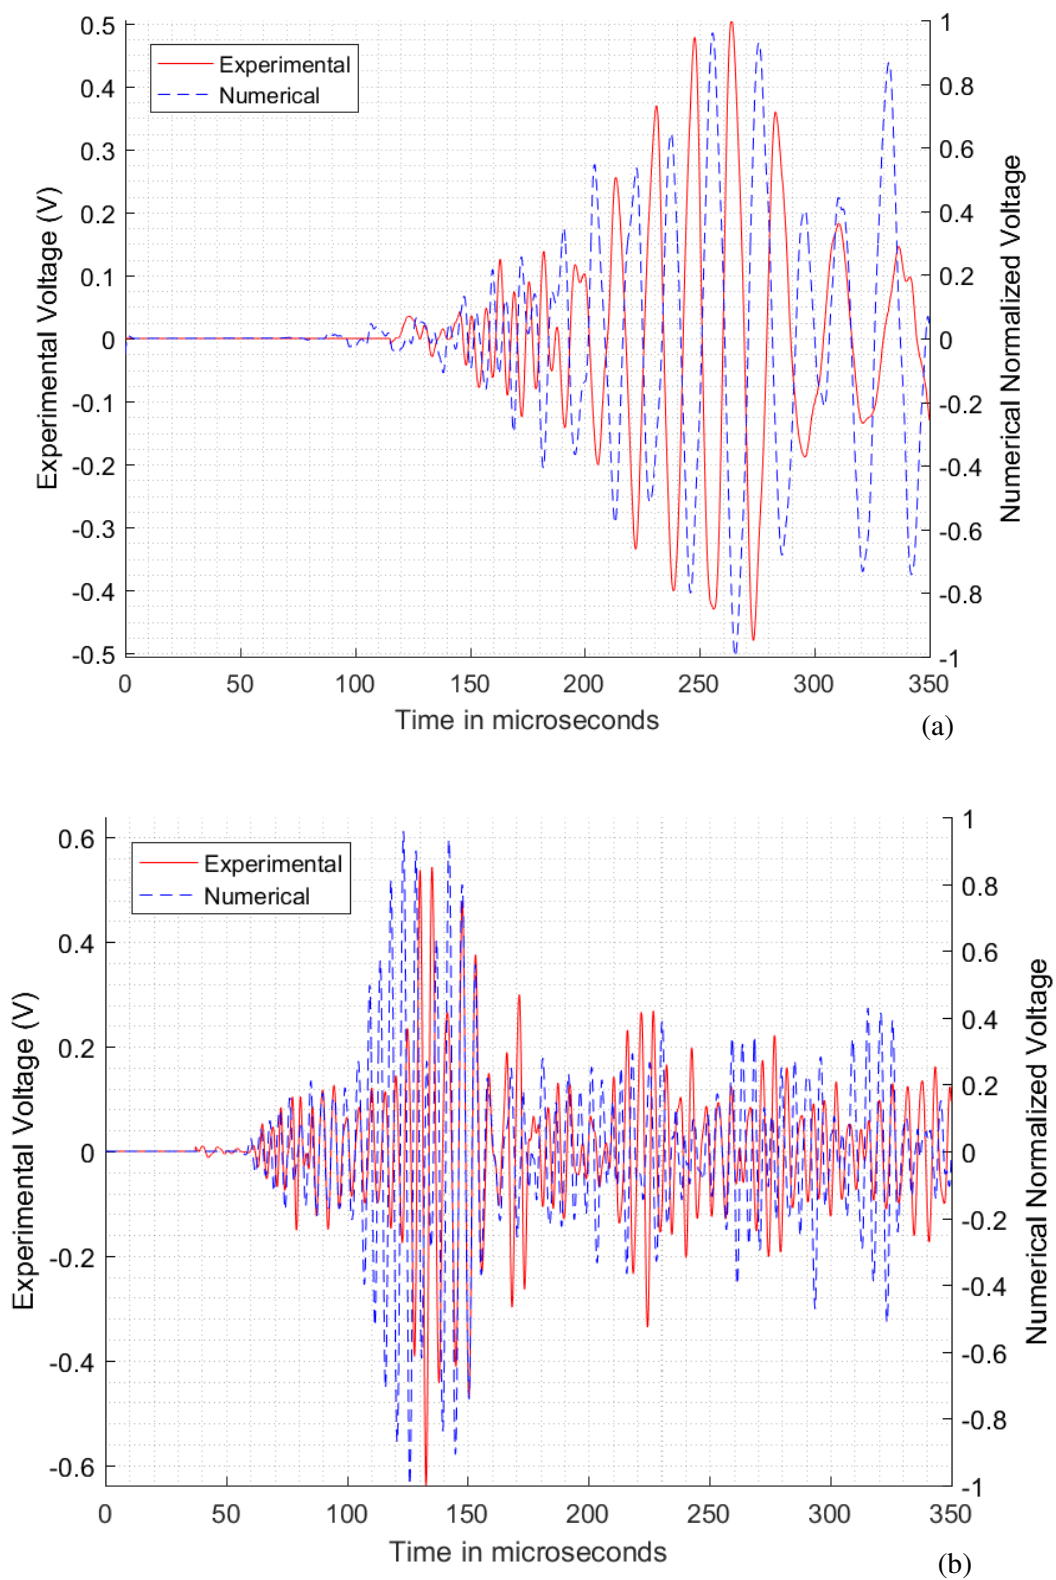 0.5
0.4
0.3
0.2
0.1
0
-0.1
-0.2
-0.3
-0.4
-0.5
Experimental Voltage (V)
Experimental
Numerical
1
0.8
0.6
0.4
0.2
0
-0.2
-0.4
-0.6
-0.8
-1
Numerical Normalized Voltage
0 50 100 150 200 250 300 350
Time in microseconds
(a)
0.6
0.4
0.2
0
-0.2
-0.4
-0.6
Experimental Voltage (V)
Experimental
Numerical
1
0.8
0.6
0.4
0.2
0
-0.2
-0.4
-0.6
-0.8
-1
Numerical Normalized Voltage
0 50 100 150 200 250 300 350
Time in microseconds
(b)